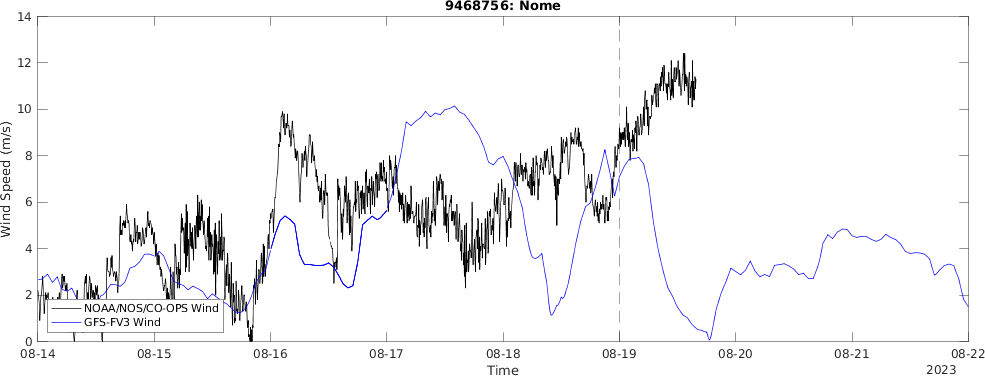 9468756: Nome
Wind Speed (m/s)
14
12
10
8
6
4
2
0
NOAA/NOS/CO-OPS Wind
GFS-FV3 Wind
08-14 08-15 08-16 08-17 08-18 08-19 08-20 08-21 08-22
Time
2023